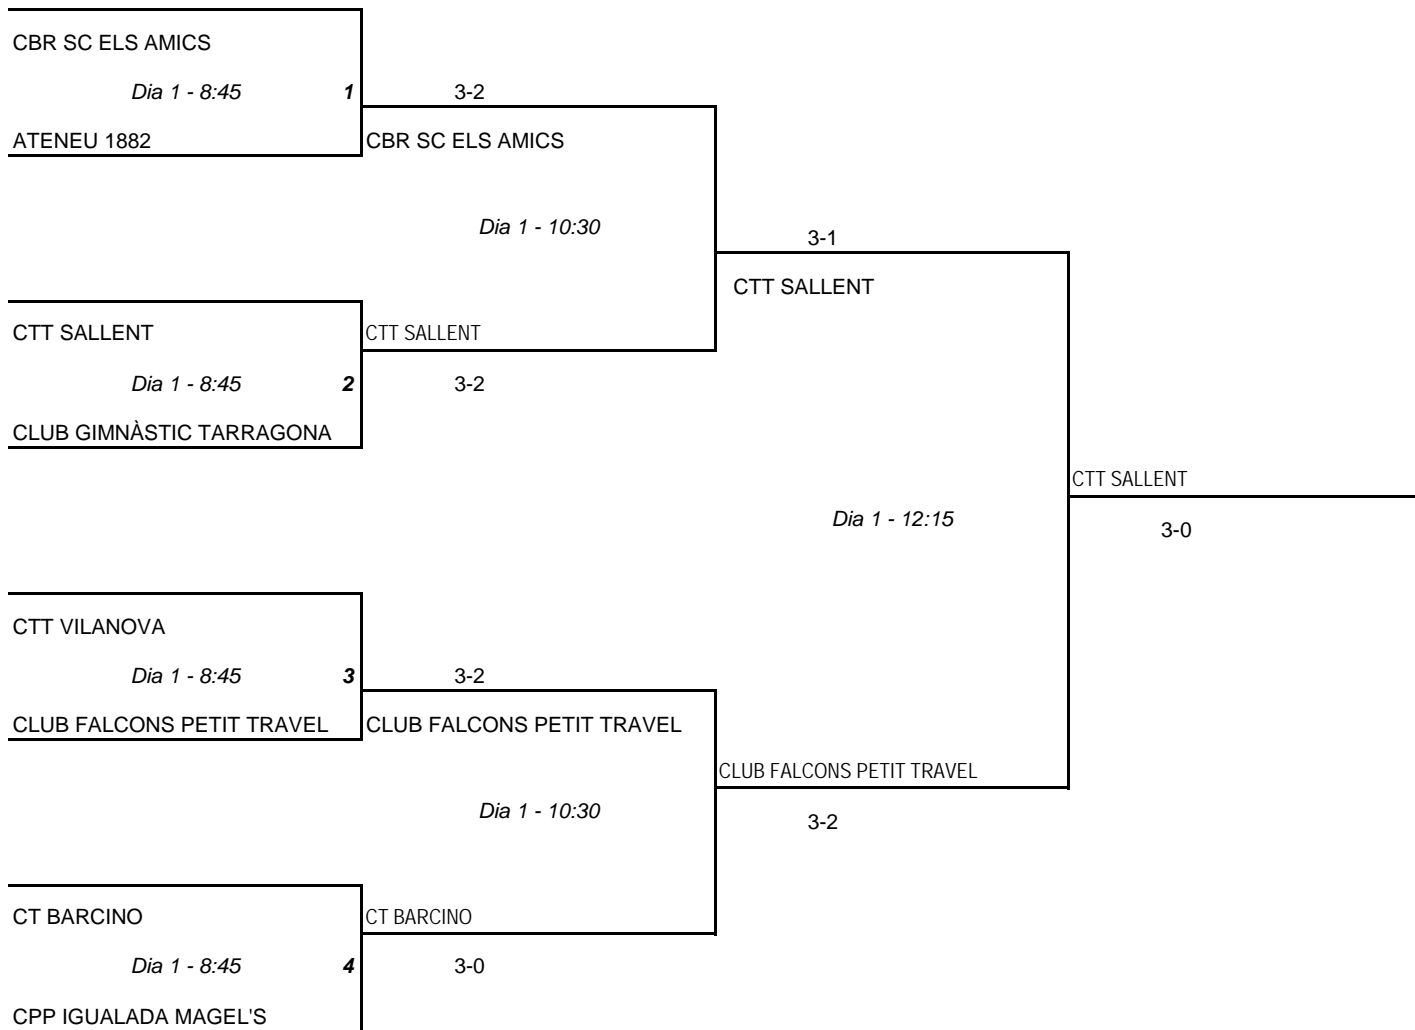 CBR SC ELS AMICS
Dia 1 - 8:45 1 3-2
ATENEU 1882 CBR SC ELS AMICS
Dia 1 - 10:30
3-1
CTT SALLENT
CTT SALLENT CTT SALLENT
Dia 1 - 8:45 2 3-2
CLUB GIMNÀSTIC TARRAGONA
CTT SALLENT
Dia 1 - 12:15
3-0
CTT VILANOVA
Dia 1 - 8:45 3 3-2
CLUB FALCONS PETIT TRAVEL CLUB FALCONS PETIT TRAVEL
CLUB FALCONS PETIT TRAVEL
Dia 1 - 10:30
3-2
CT BARCINO CT BARCINO
Dia 1 - 8:45 4 3-0
CPP IGUALADA MAGEL'S